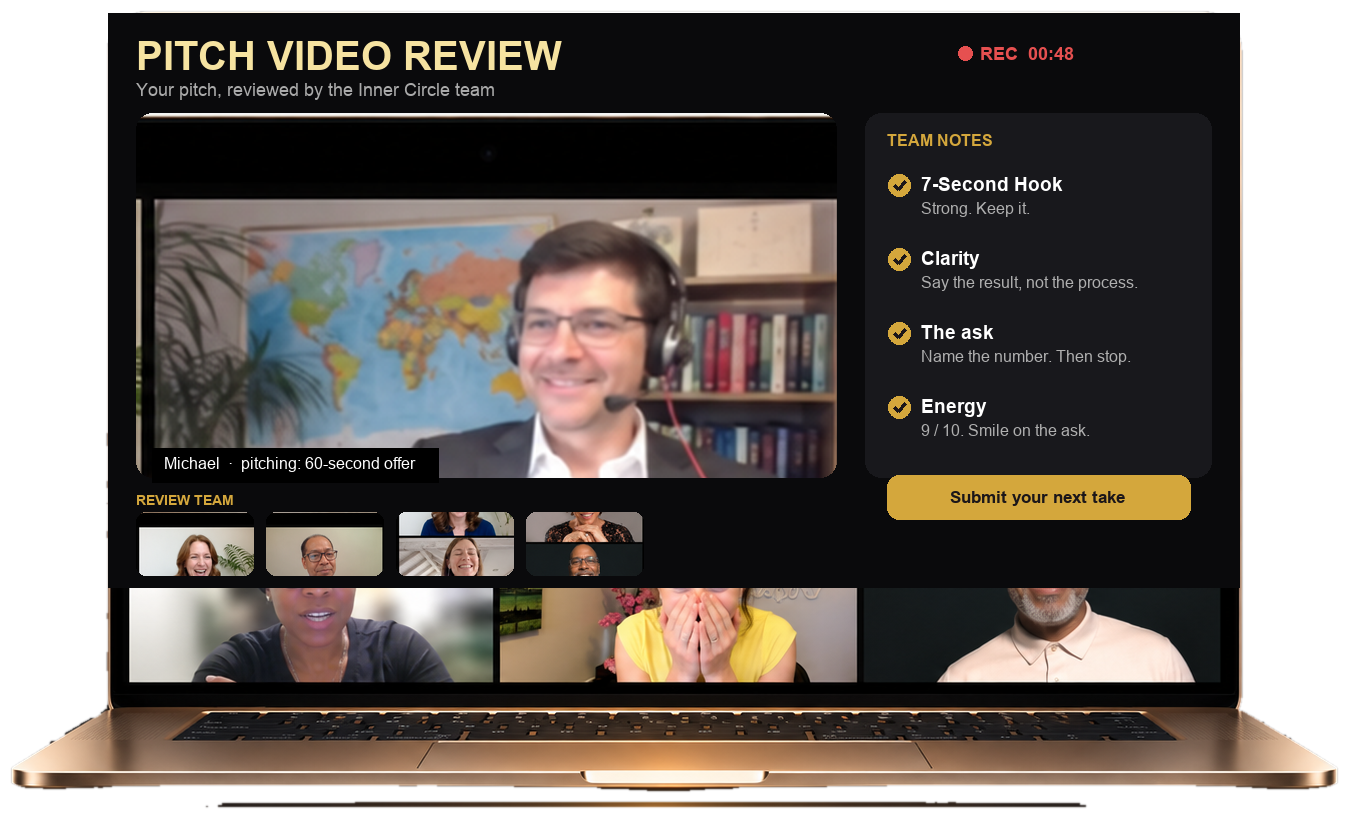 PITCH VIDEO REVIEW
Your pitch, reviewed by the Inner Circle team
REC 00:48
TEAM NOTES
7-Second Hook
Strong. Keep it.
Clarity
Say the result, not the process.
The ask
Name the number. Then stop.
Energy
9 / 10. Smile on the ask.
Submit your next take
Michael · pitching: 60-second offer
REVIEW TEAM